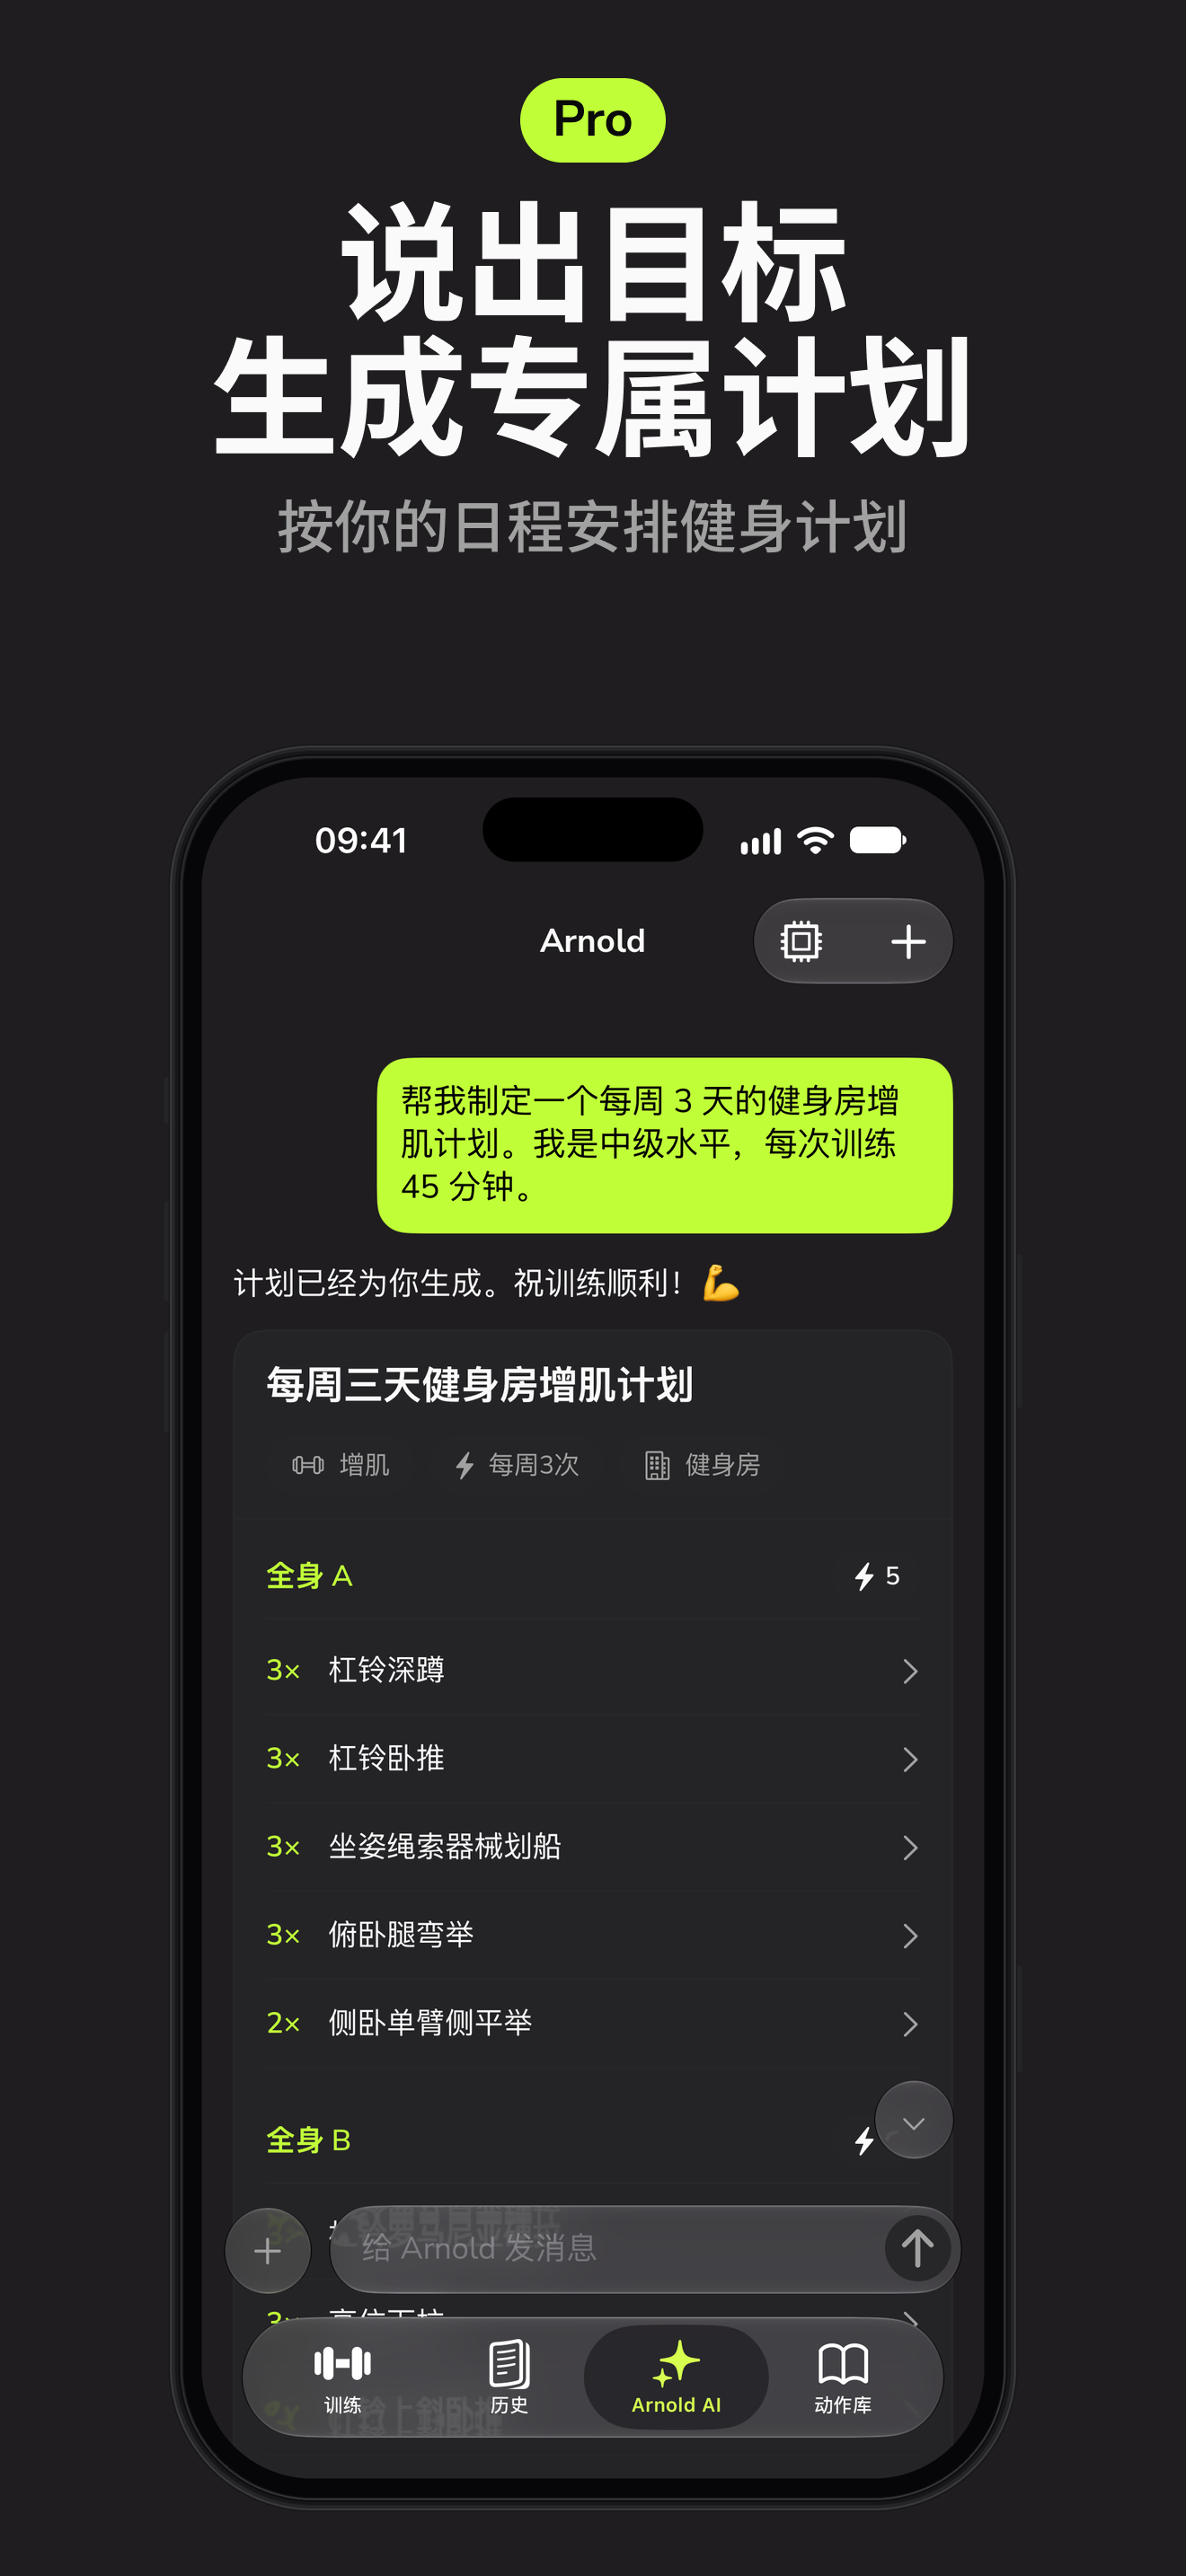 Pro
说出目标
生成专属计划
按你的日程安排健身计划
09:41
Arnold
帮我制定一个每周 3 天的健身房增
肌计划。我是中级水平，每次训练
45 分钟。
计划已经为你生成。祝训练顺利！💪
每周三天健身房增肌计划
增肌 每周3次 健身房
全身 A 5
3× 杠铃深蹲
3× 杠铃卧推
3× 坐姿绳索器械划船
3× 俯卧腿弯举
2× 侧卧单臂侧平举
全身 B
给 Arnold 发消息
训练 历史 Arnold AI 动作库